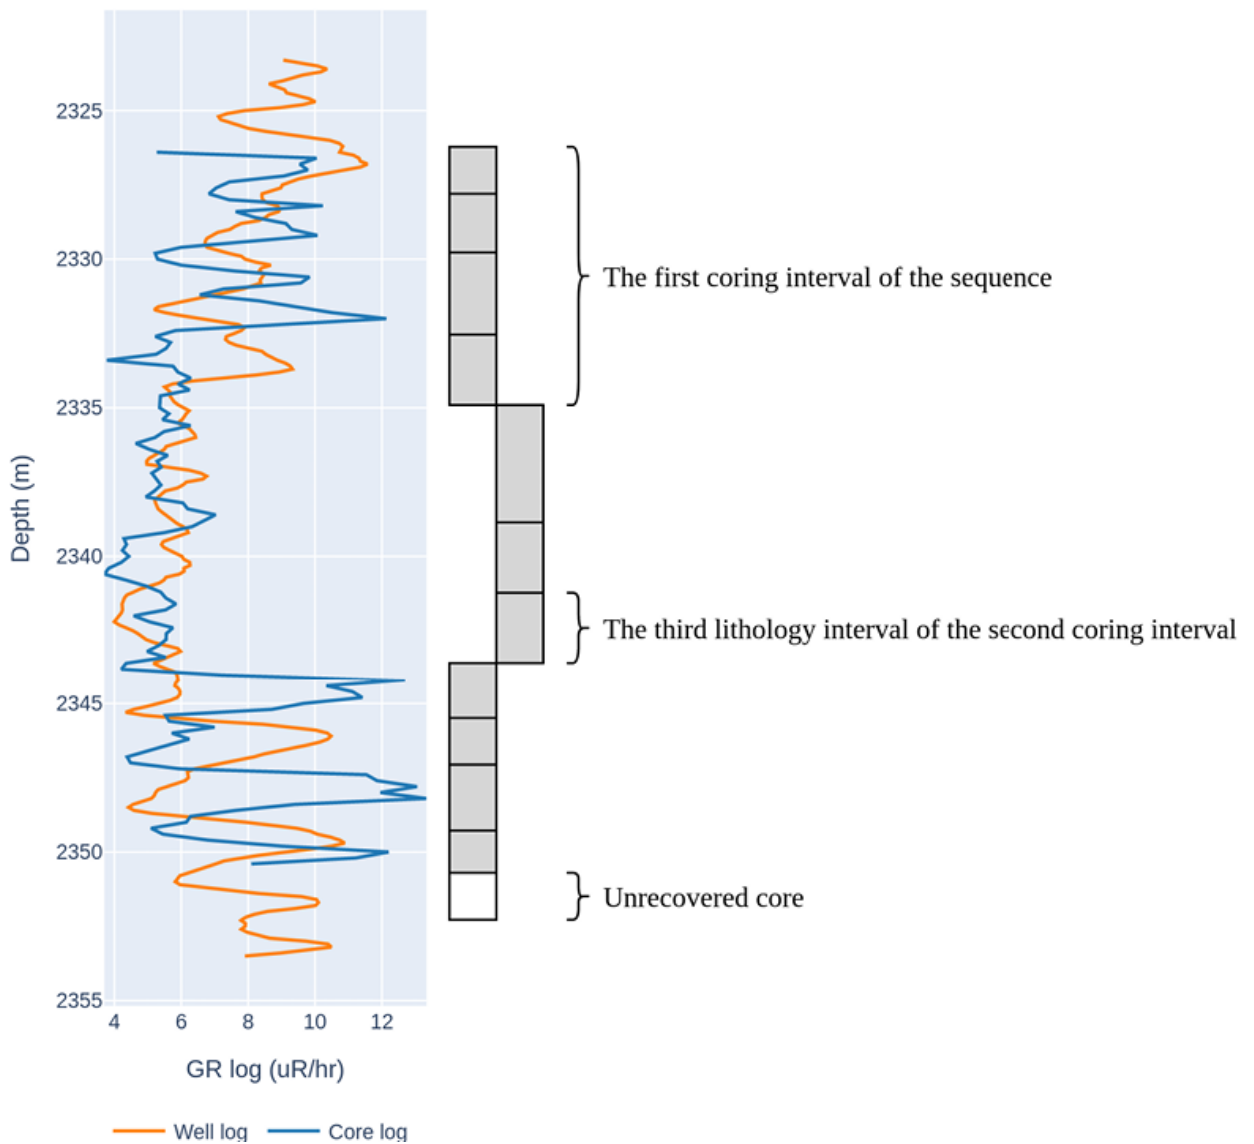 2325
2330
The first coring interval of the sequence
2335
Depth (m)
2340
The third lithology interval of the second coring interval
2345
2350
Unrecovered core
2355
4 6 8 10 12
GR log (uR/hr)
Well log Core log